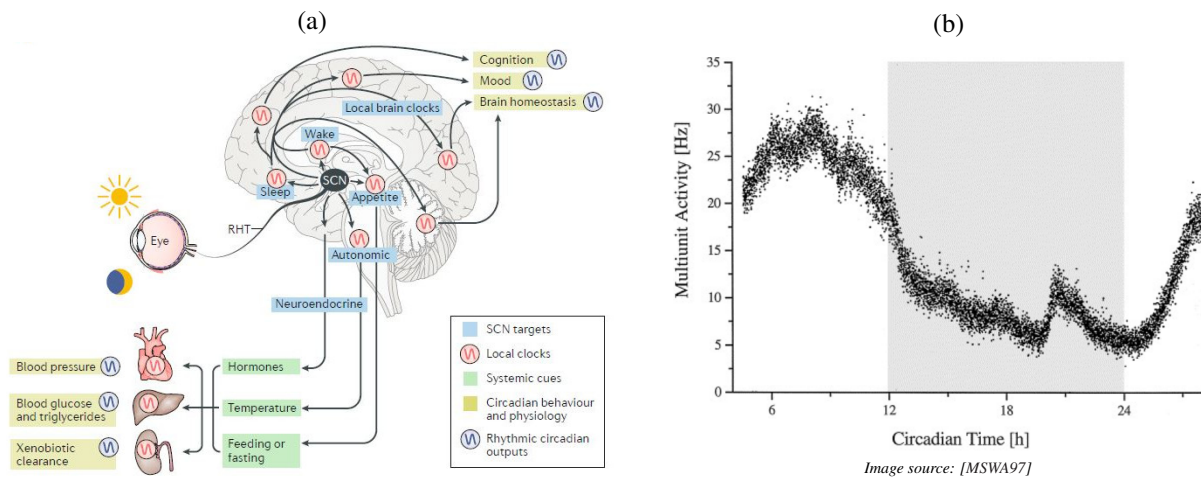 (a)
Cognition
Mood
Brain homeostasis
Local brain clocks
Wake
SCN
Sleep
Appetite
RHT
Eye
Autonomic
Neuroendocrine
Blood pressure
Hormones
Blood glucose
and triglycerides
Temperature
Xenobiotic
clearance
Feeding or
fasting
SCN targets
Local clocks
Systemic cues
Circadian behaviour
and physiology
Rhythmic circadian
outputs
(b)
Multiunit Activity [Hz]
35
30
25
20
15
10
5
0
6
12
18
24
Circadian Time [h]
Image source: [MSWA97]